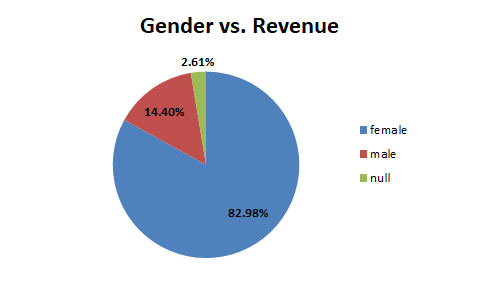 Gender vs. Revenue
2.61%
14.40%
82.98%
female
male
null